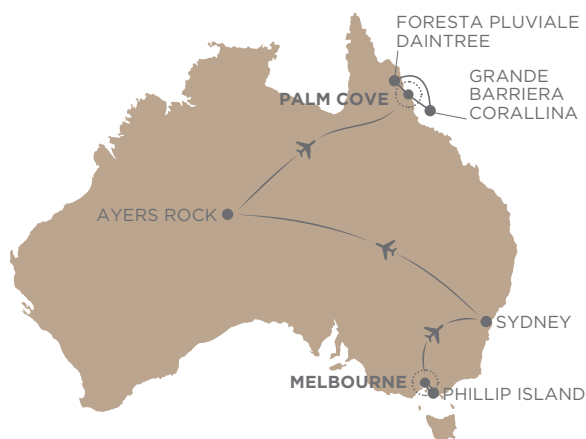 FORESTA PLUVIALE
DAINTREE
GRANDE
BARRIERA
CORALLINA
PALM COVE
AYERS ROCK
SYDNEY
MELBOURNE
PHILLIP ISLAND